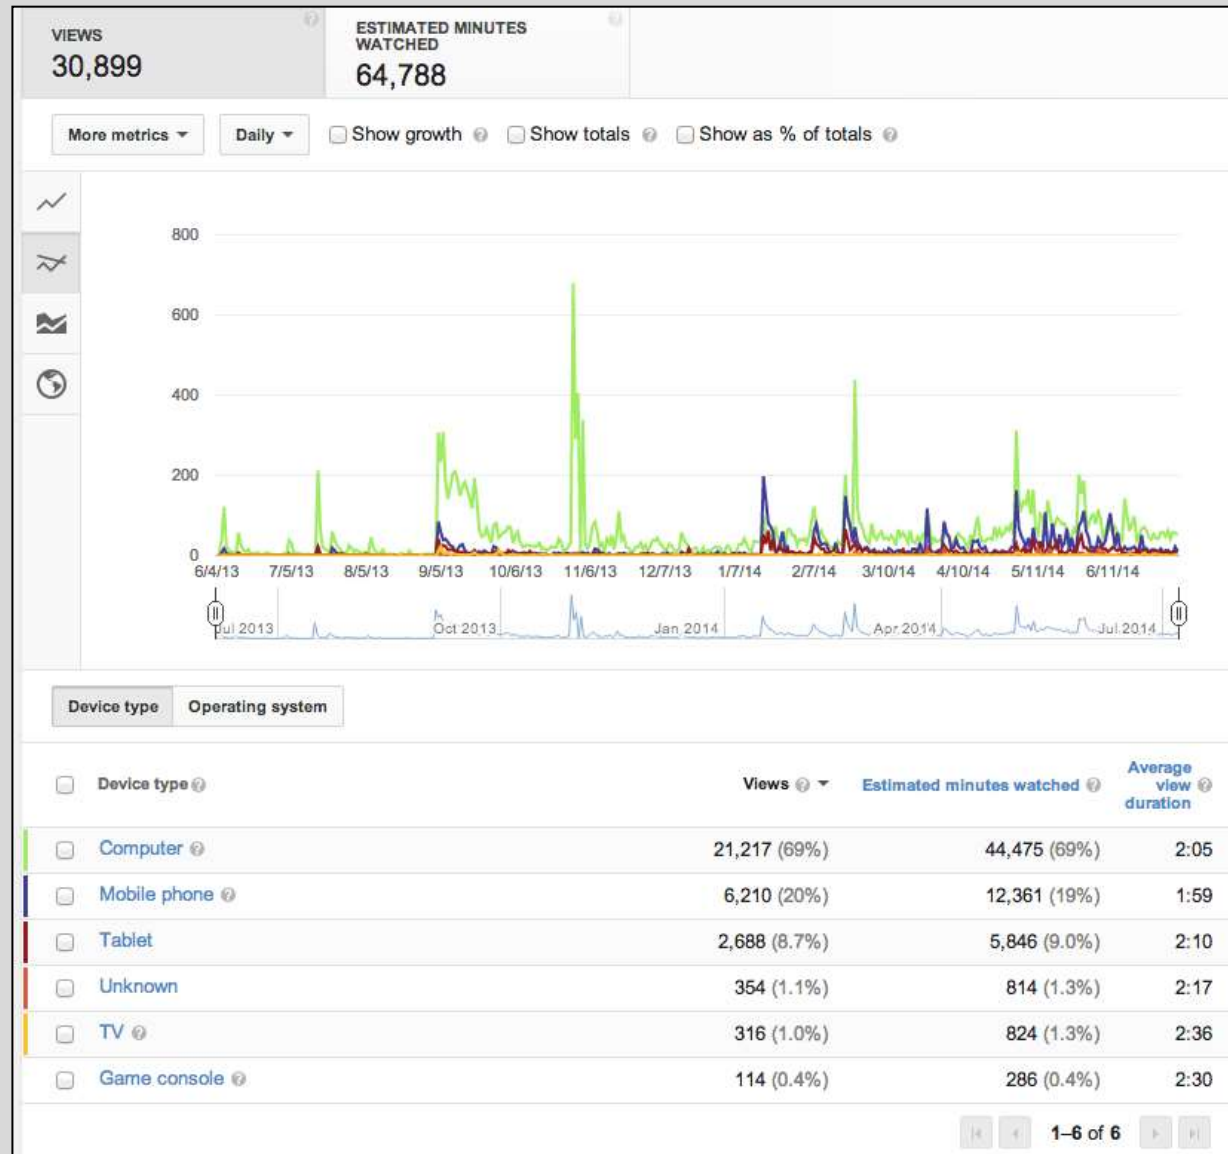 VIEWS
30,899
ESTIMATED MINUTES
WATCHED
64,788
More metrics
Daily
Show growth ?
Show totals ?
Show as % of totals ?
800
600
400
200
0
6/4/13 7/5/13 8/5/13 9/5/13 10/6/13 11/6/13 12/7/13 1/7/14 2/7/14 3/10/14 4/10/14 5/11/14 6/11/14
Jul 2013 Oct 2013 Jan 2014 Apr 2014 Jul 2014
Device type Operating system
Device type ? Views ? Estimated minutes watched ? Average view duration ?
Computer ? 21,217 (69%) 44,475 (69%) 2:05
Mobile phone ? 6,210 (20%) 12,361 (19%) 1:59
Tablet 2,688 (8.7%) 5,846 (9.0%) 2:10
Unknown 354 (1.1%) 814 (1.3%) 2:17
TV ? 316 (1.0%) 824 (1.3%) 2:36
Game console ? 114 (0.4%) 286 (0.4%) 2:30
1–6 of 6